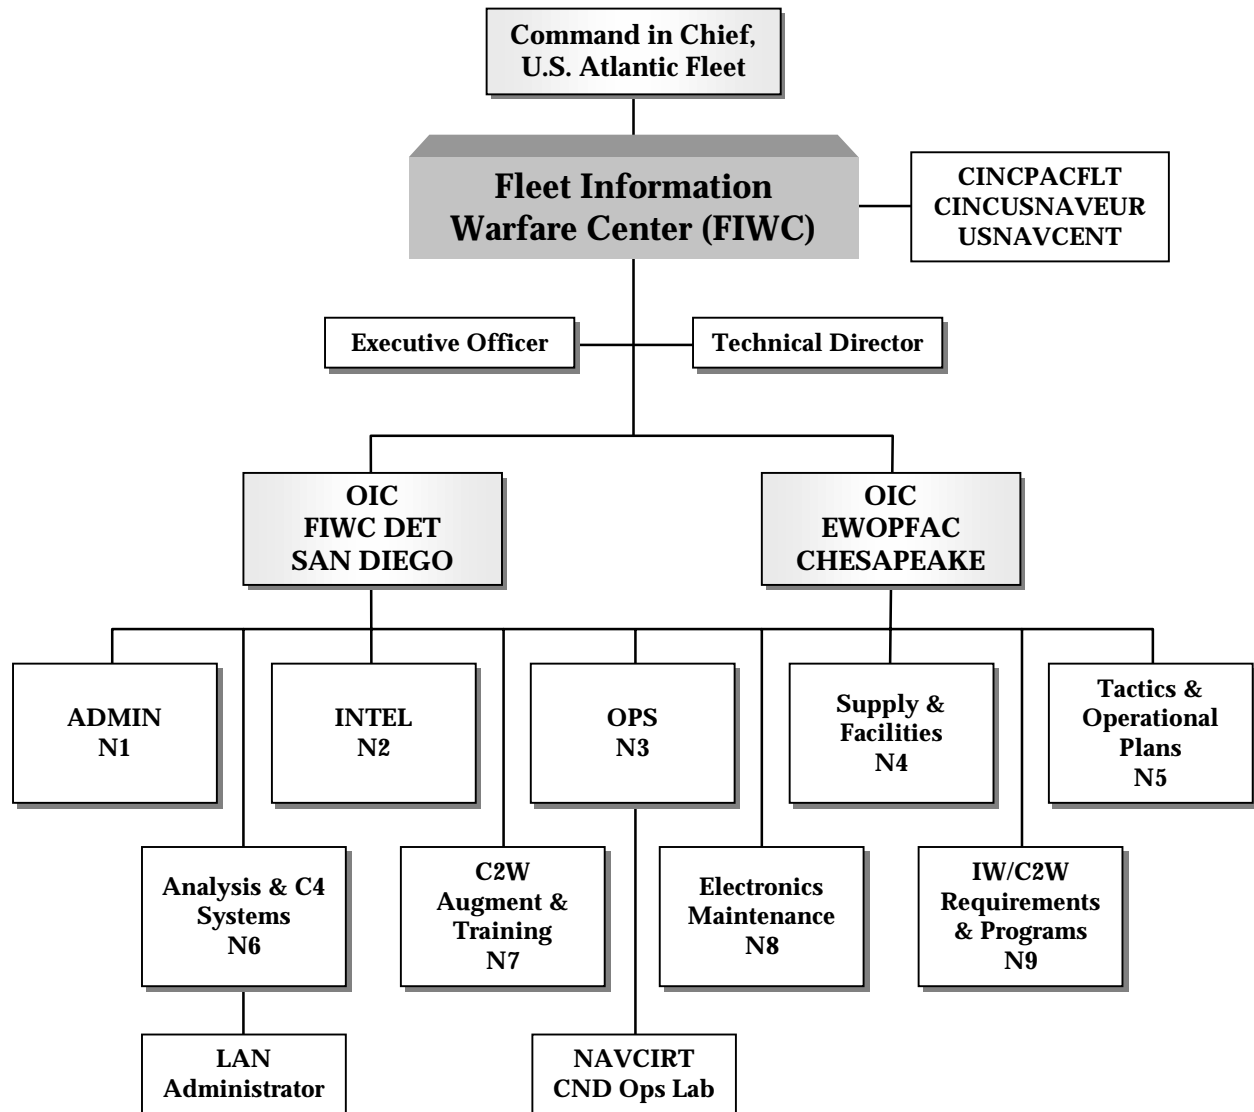 Command in Chief,
U.S. Atlantic Fleet
Fleet Information
Warfare Center (FIWC)
CINCPACFLT
CINCUSNAVEUR
USNAVCENT
Executive Officer
Technical Director
OIC
FIWC DET
SAN DIEGO
OIC
EWOPFAC
CHESAPEAKE
ADMIN
N1
INTEL
N2
OPS
N3
Supply &
Facilities
N4
Tactics &
Operational
Plans
N5
Analysis & C4
Systems
N6
C2W
Augment &
Training
N7
Electronics
Maintenance
N8
IW/C2W
Requirements
& Programs
N9
LAN
Administrator
NAVCIRT
CND Ops Lab